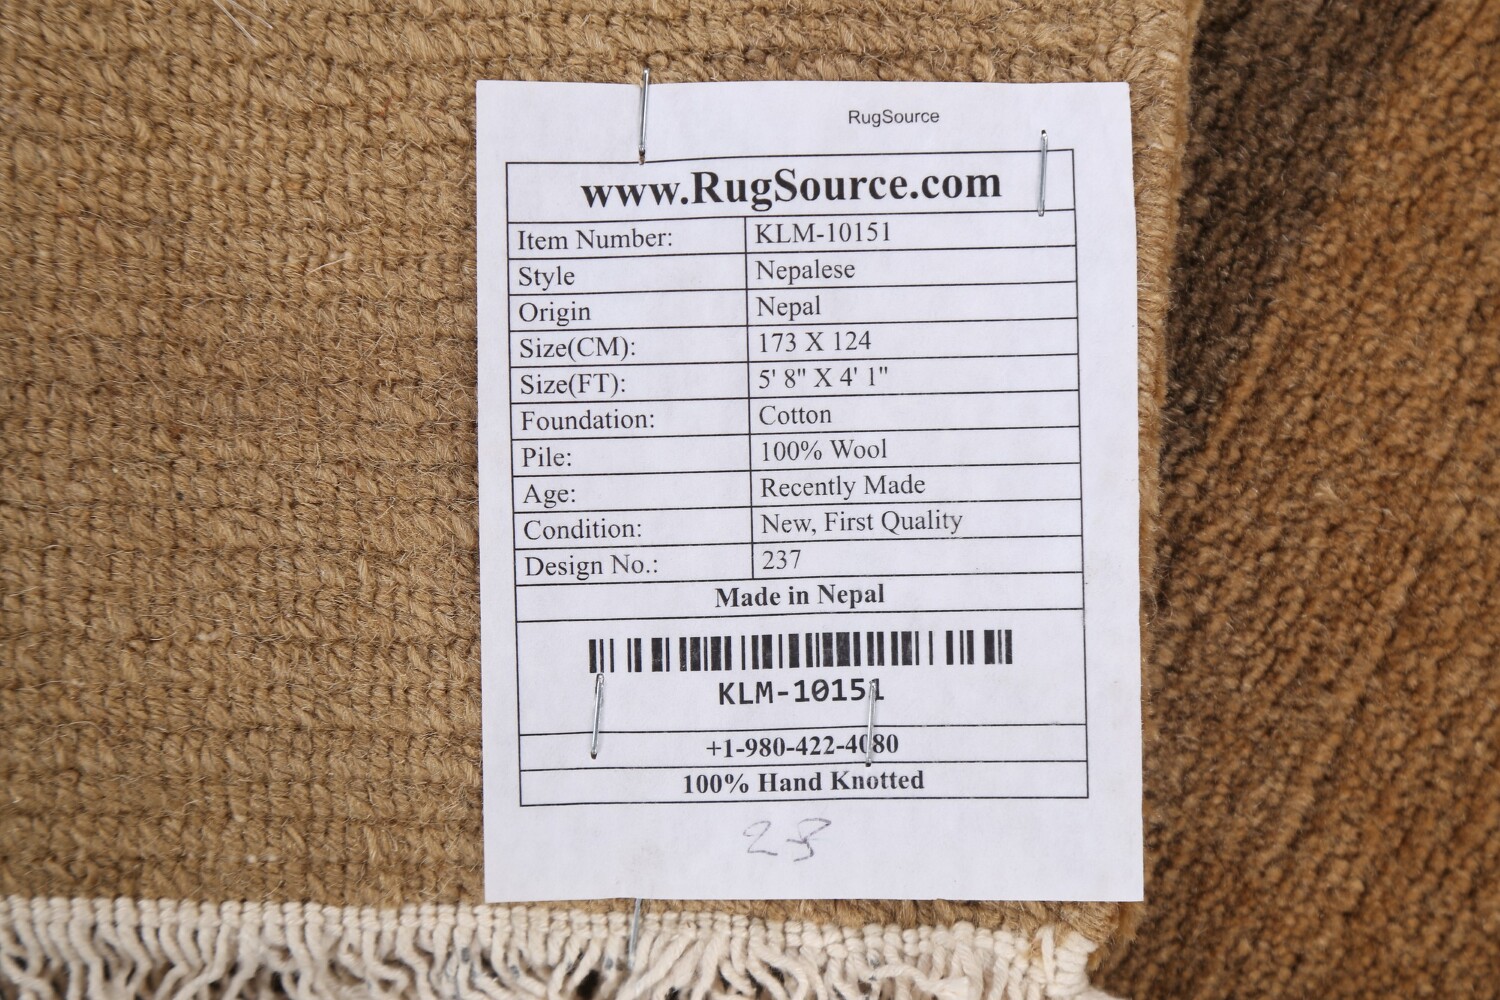 RugSource
www.RugSource.com
Item Number: KLM-10151
Style Nepalese
Origin Nepal
Size(CM): 173 X 124
Size(FT): 5' 8" X 4' 1"
Foundation: Cotton
Pile: 100% Wool
Age: Recently Made
Condition: New, First Quality
Design No.: 237
Made in Nepal
KLM-10151
+1-980-422-4080
100% Hand Knotted